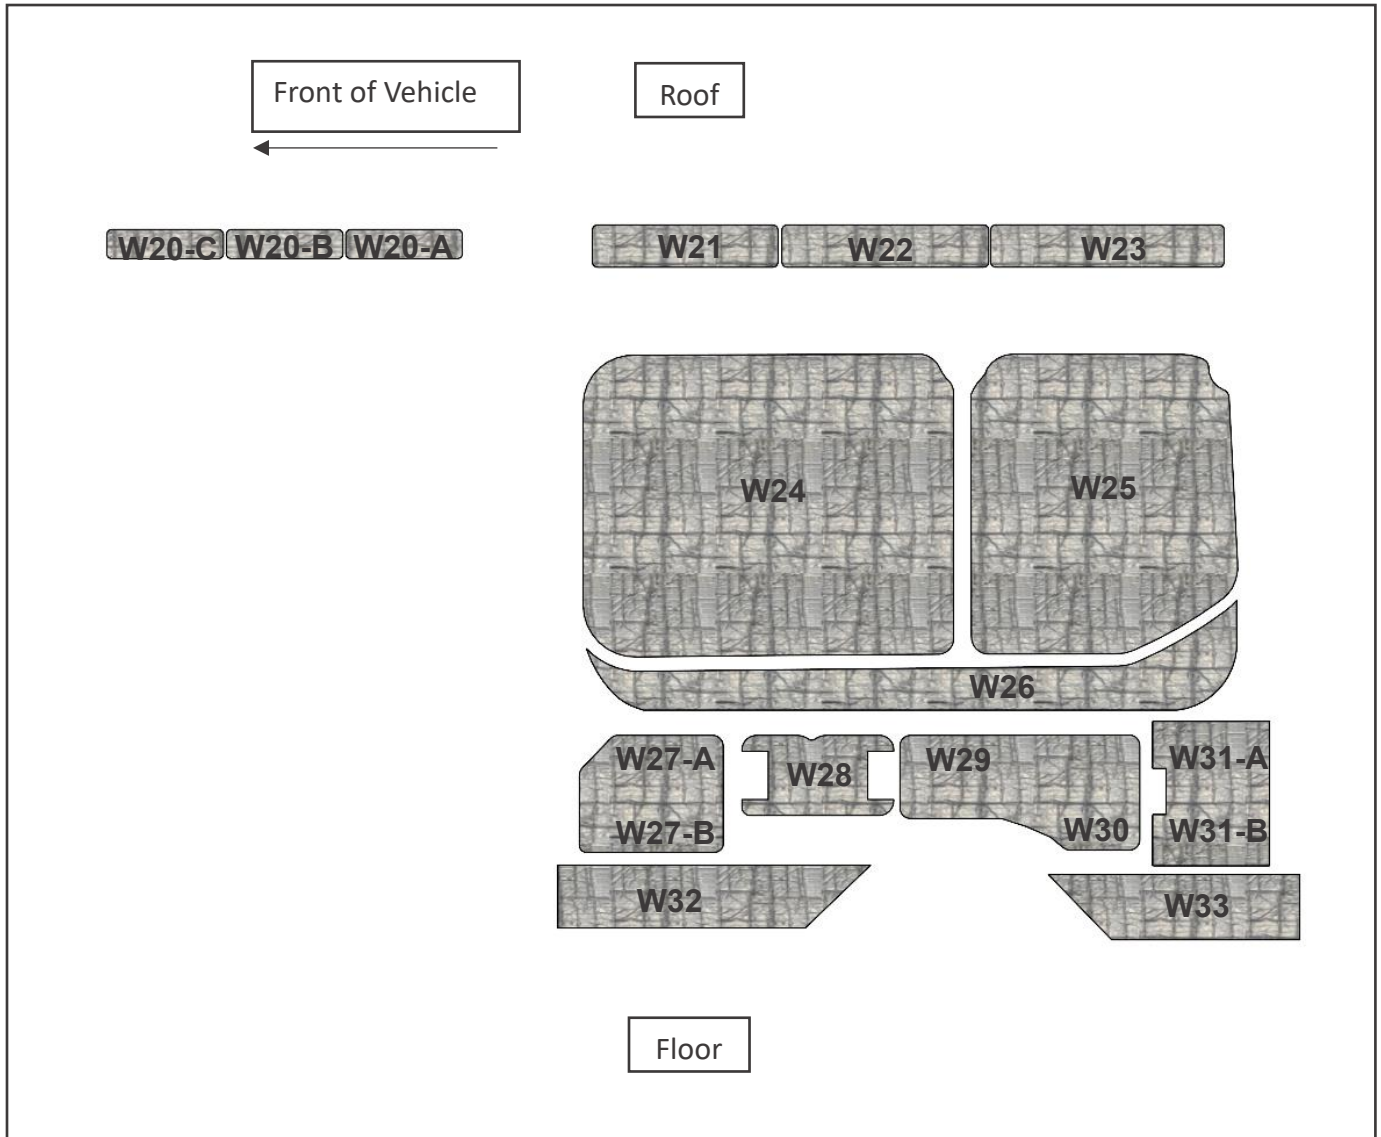 Front of Vehicle
Roof
W20-C W20-B W20-A
W21 W22 W23
W24 W25
W26
W27-A W28 W29 W31-A
W27-B W30 W31-B
W32 W33
Floor